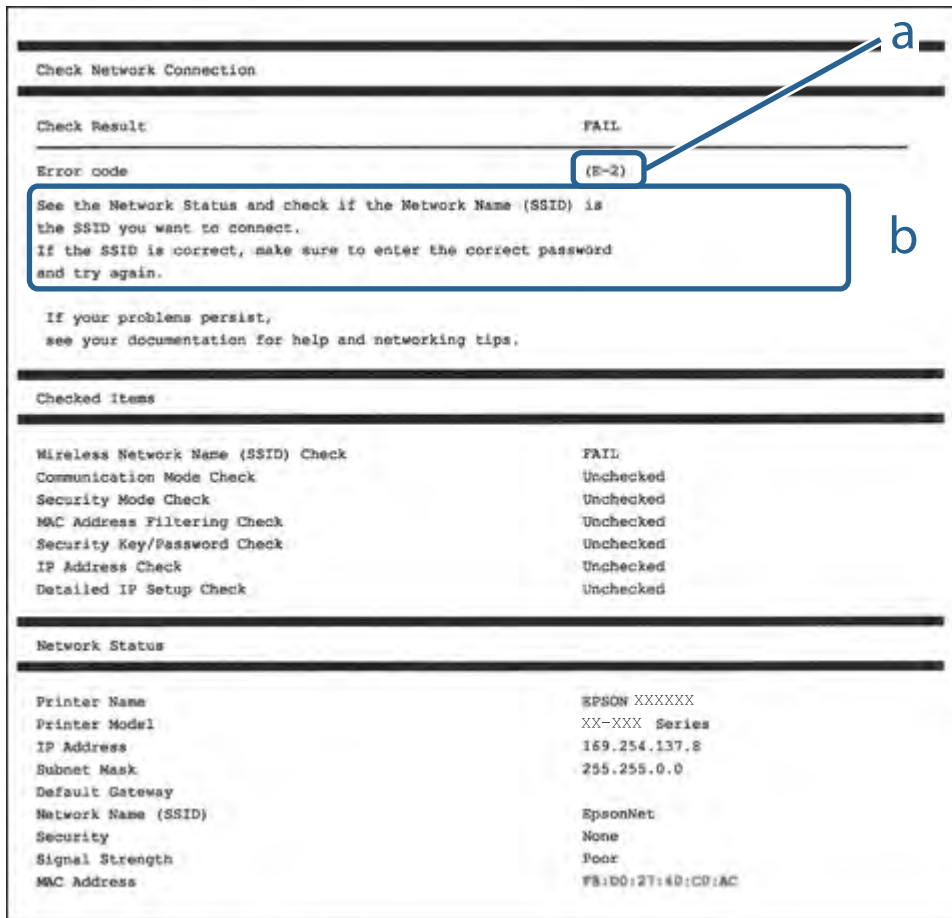 a
Check Network Connection
Check Result FAIL
Error code (E-2)
See the Network Status and check if the Network Name (SSID) is
the SSID you want to connect.
If the SSID is correct, make sure to enter the correct password
and try again.
b
If your problems persist,
see your documentation for help and networking tips.
Checked Items
Wireless Network Name (SSID) Check FAIL
Communication Mode Check Unchecked
Security Mode Check Unchecked
MAC Address Filtering Check Unchecked
Security Key/Password Check Unchecked
IP Address Check Unchecked
Detailed IP Setup Check Unchecked
Network Status
Printer Name EPSON XXXXXX
Printer Model XX-XXX Series
IP Address 169.254.137.8
Subnet Mask 255.255.0.0
Default Gateway
Network Name (SSID) EpsonNet
Security None
Signal Strength Poor
MAC Address F8:D0:27:4D:CD:AC